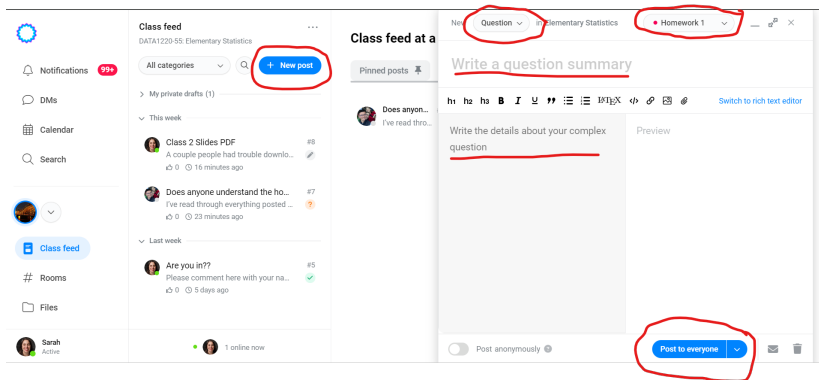 Notifications 99+
DMs
Calendar
Search
Class feed
Rooms
Files
Sarah
Active
Class feed
DATA1220-55: Elementary Statistics
All categories
+ New post
My private drafts (1)
This week
Class 2 Slides PDF #8
A couple people had trouble downlo...
0 16 minutes ago
Does anyone understand the ho... #7
I've read through everything posted ...
0 23 minutes ago
Last week
Are you in?? #5
Please comment here with your na...
0 5 days ago
1 online now
Class feed at a
Pinned posts
Does anyon...
I've read thro...
New Question in Elementary Statistics Homework 1
Write a question summary
h1 h2 h3 B I U LATEX
Switch to rich text editor
Write the details about your complex
question
Preview
Post anonymously
Post to everyone